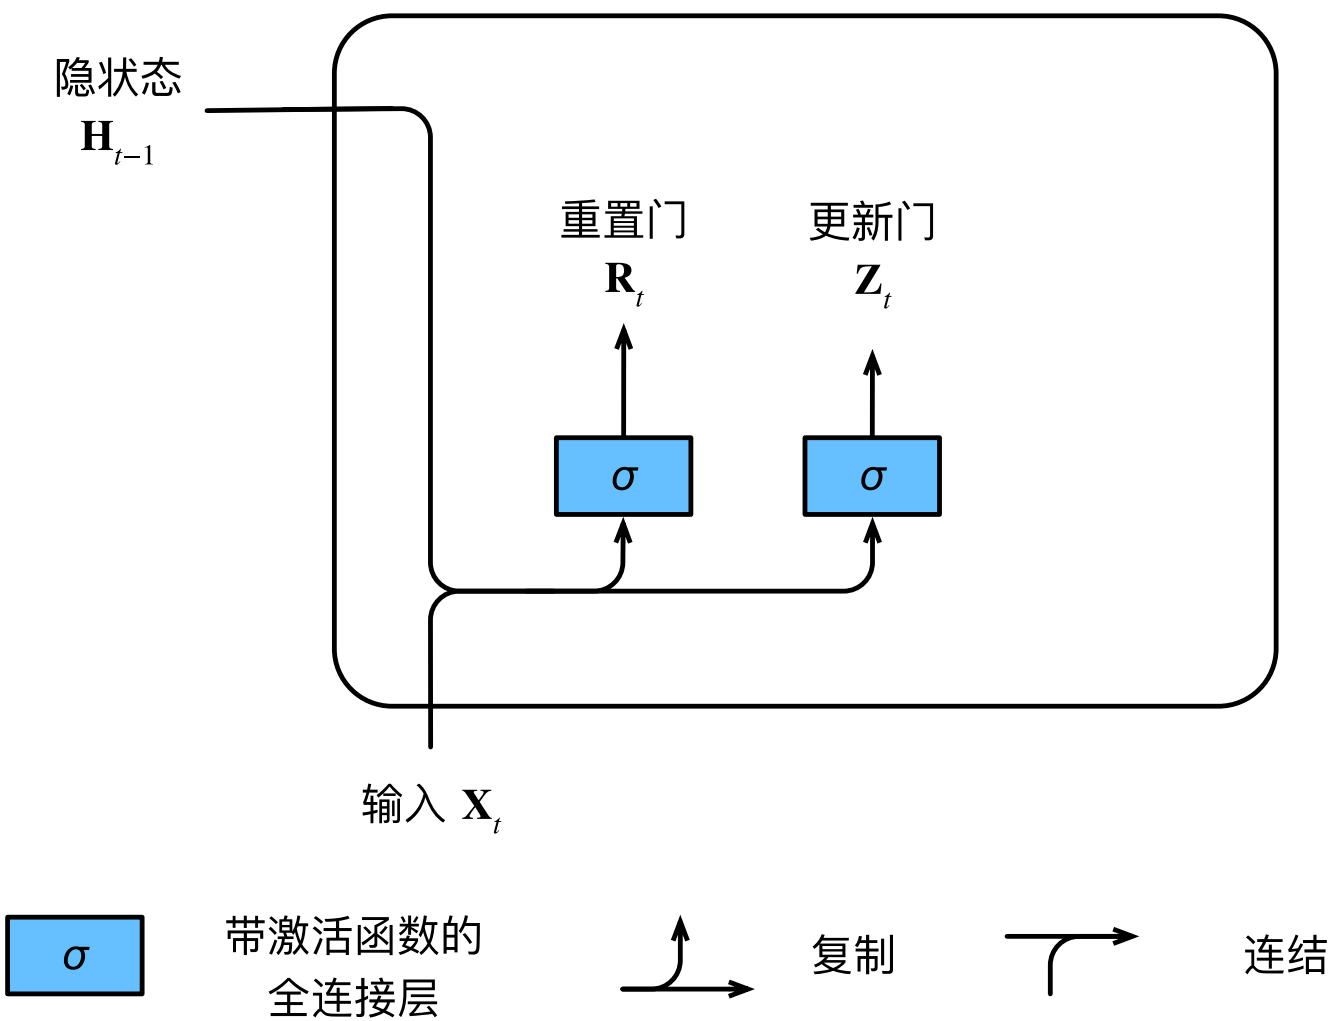 隐状态
H_{t−1}
重置门
R_t
更新门
Z_t
σ
σ
输入 X_t
σ
带激活函数的
全连接层
复制
连结